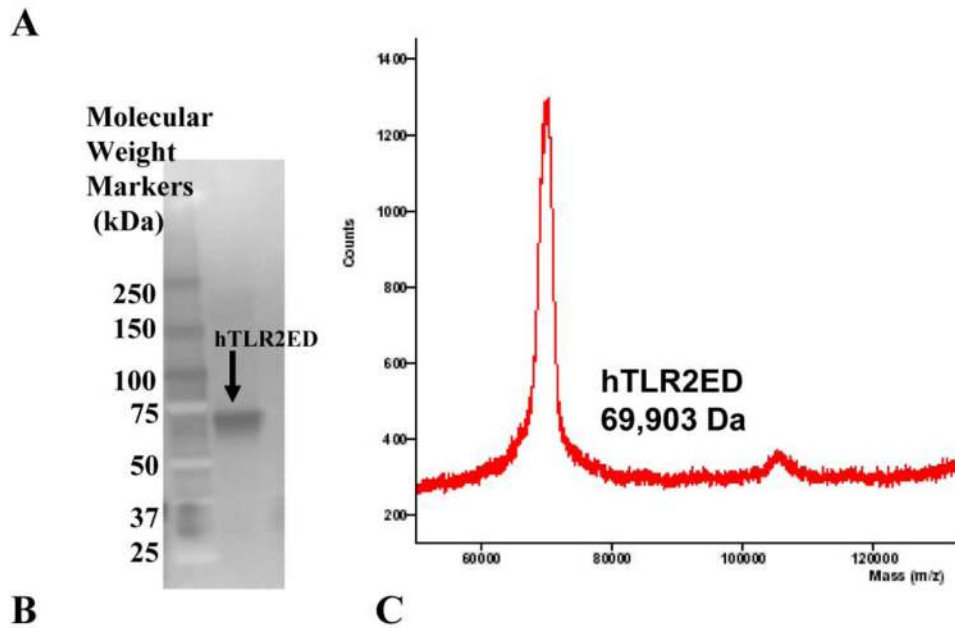 A
Molecular
Weight
Markers
(kDa)
250
150
100
75
50
37
25
hTLR2ED
1400
1200
1000
800
600
400
200
Counts
hTLR2ED
69,903 Da
60000
80000
100000
120000
Mass (m/z)
B
C